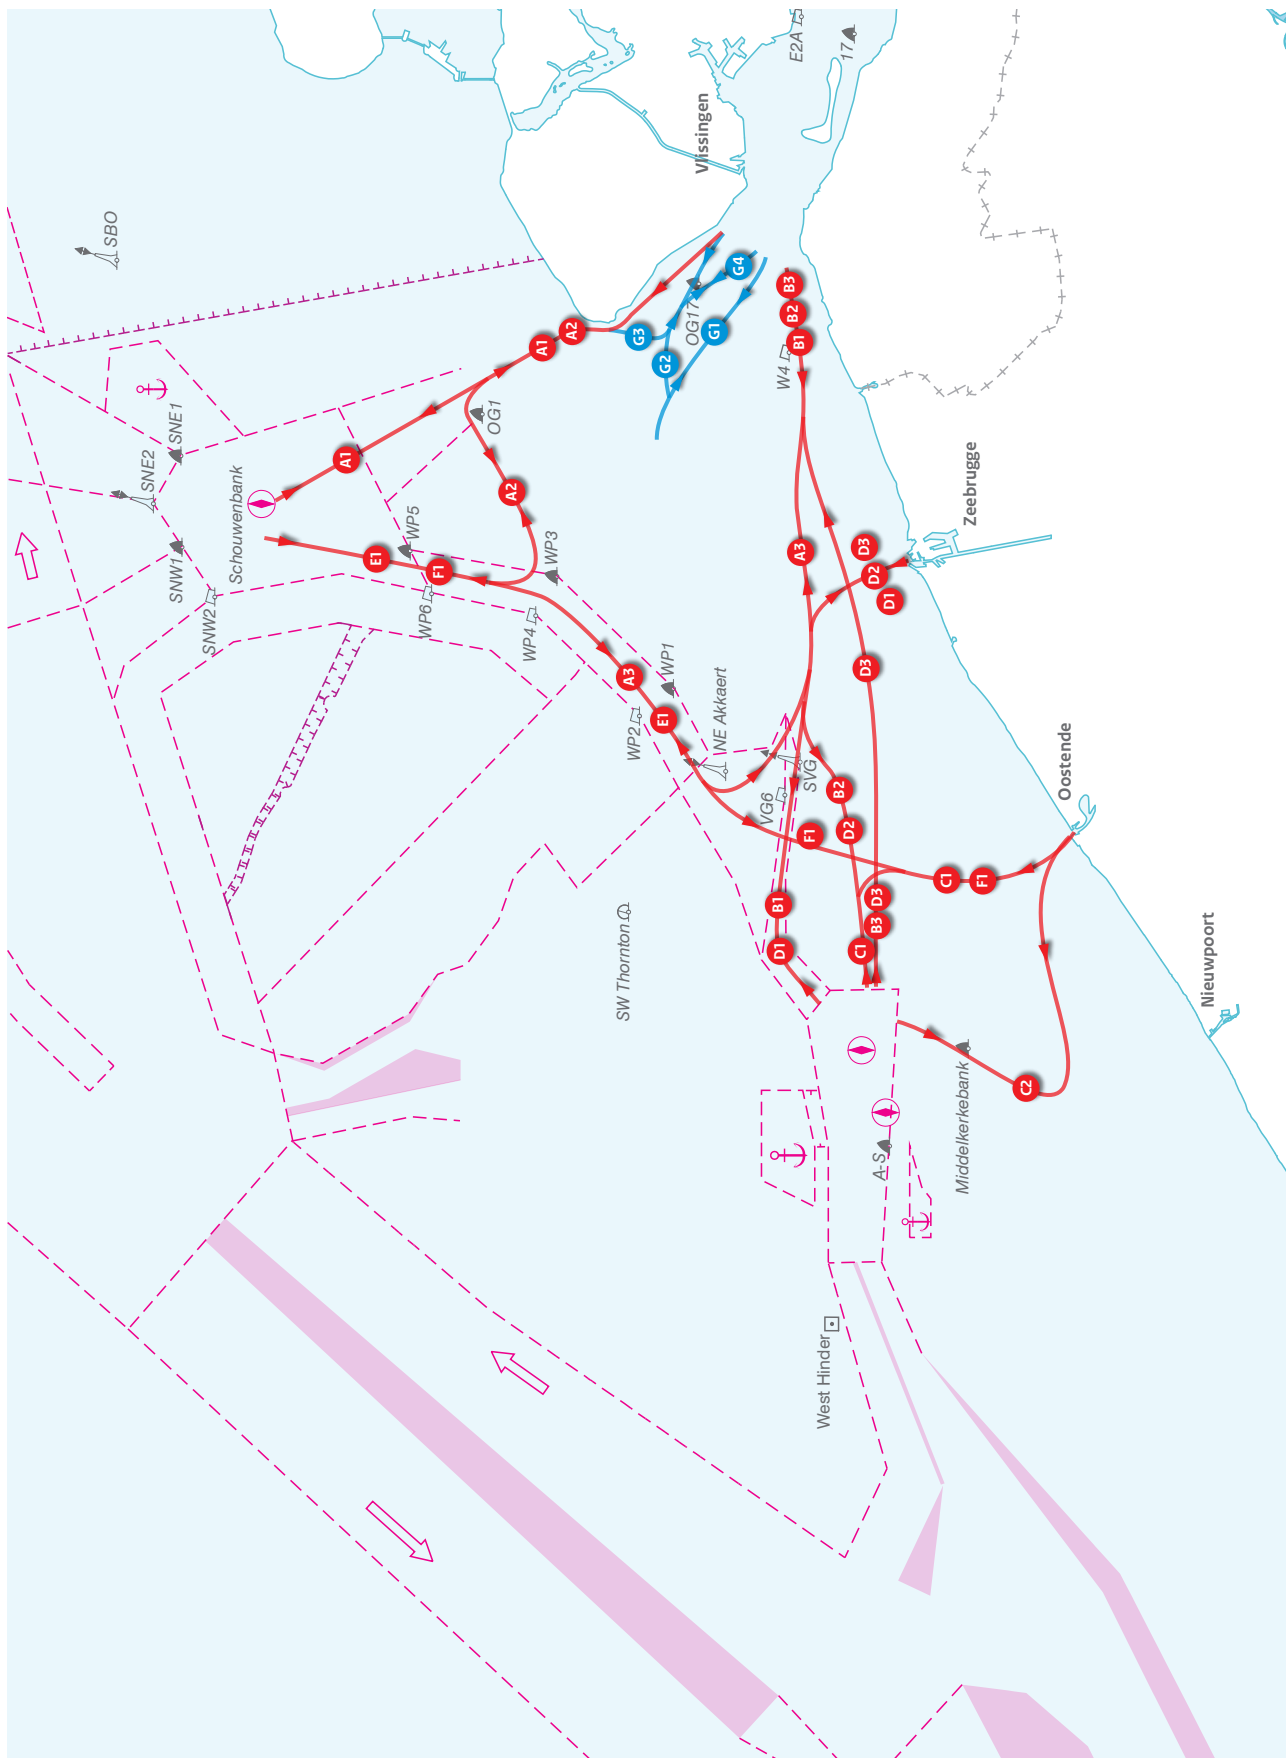 E2A
17
Vlissingen
SBO
G4
B3
OG17
B2
A2
G3
G1
B1
A1
G2
W4
OG1
SNE1
A1
SNE2
Schouwenbank
A2
Zeebrugge
WP5
SNW1
WP3
E1
A3
D3
F1
D2
SNW2
WP6
D1
WP4
A3
D3
WP1
E1
NE Akkaert
WP2
SVG
B2
VG6
Oostende
F1
D2
C1
F1
D3
B1
B3
SW Thornton
D1
C1
Nieuwpoort
Middelkerkebank
C2
A-S
West Hinder